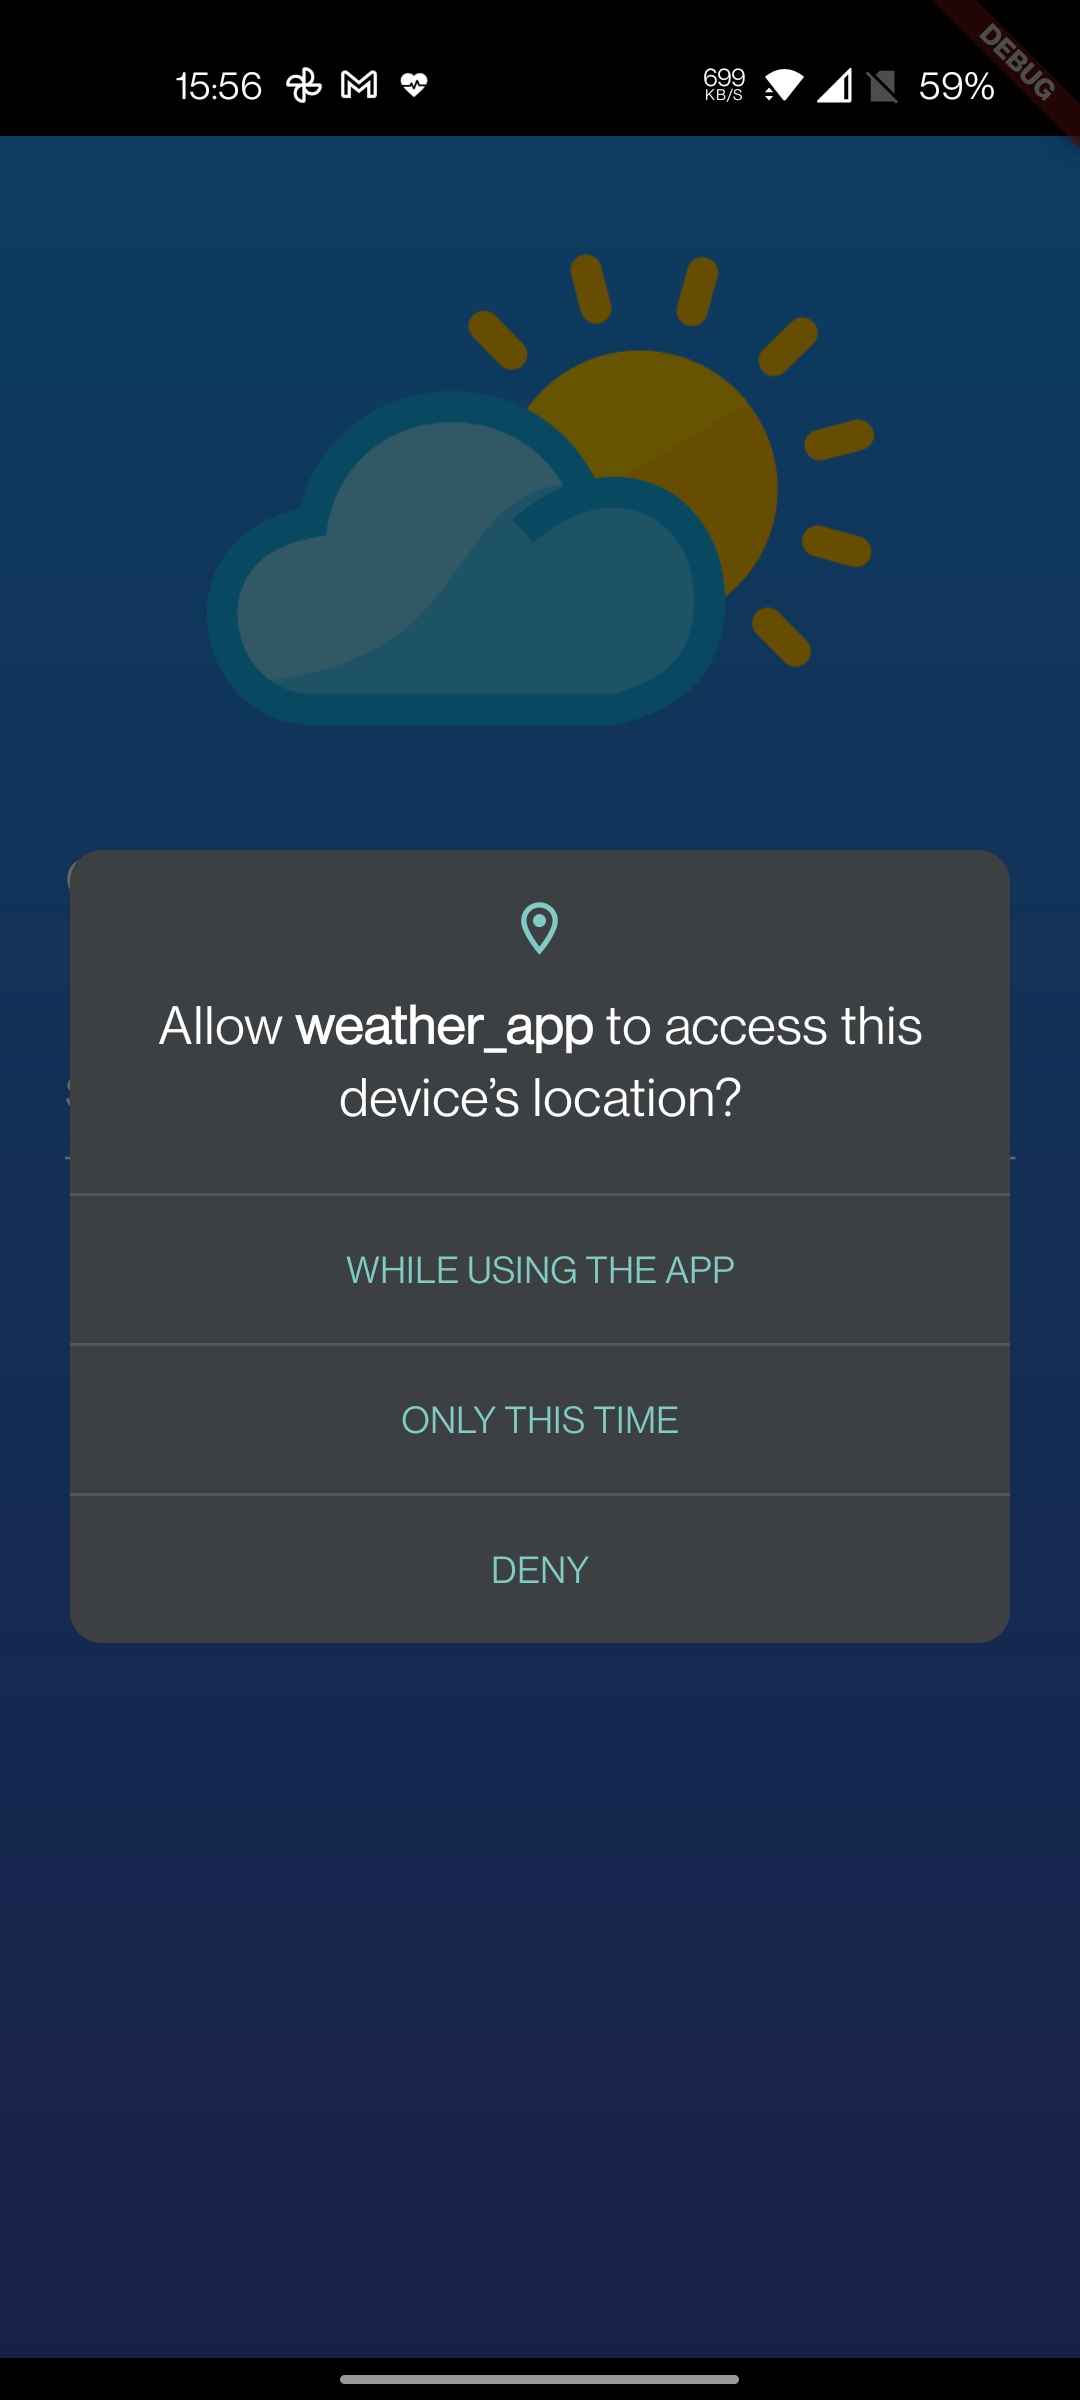 DEBUG
15:56
699
KB/S
59%
Allow weather_app to access this
device’s location?
WHILE USING THE APP
ONLY THIS TIME
DENY